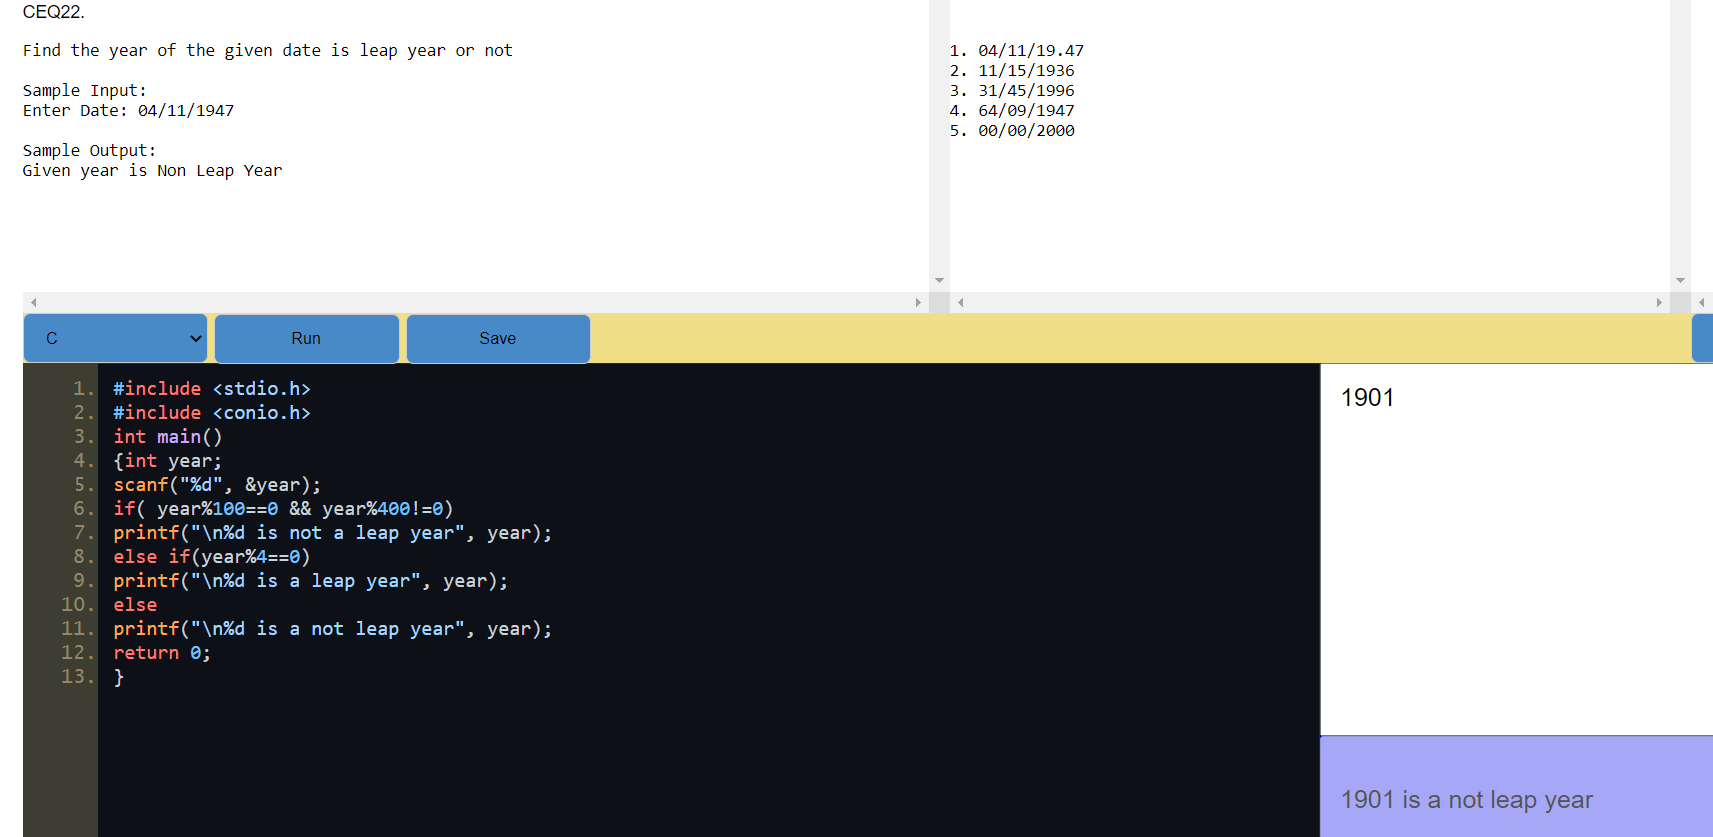 CEQ22.
Find the year of the given date is leap year or not
Sample Input:
Enter Date: 04/11/1947
Sample Output:
Given year is Non Leap Year
1. 04/11/19.47
2. 11/15/1936
3. 31/45/1996
4. 64/09/1947
5. 00/00/2000
C
Run
Save
1. #include <stdio.h>
2. #include <conio.h>
3. int main()
4. {int year;
5. scanf("%d", &year);
6. if( year%100==0 && year%400!=0)
7. printf("\n%d is not a leap year", year);
8. else if(year%4==0)
9. printf("\n%d is a leap year", year);
10. else
11. printf("\n%d is a not leap year", year);
12. return 0;
13. }
1901
1901 is a not leap year